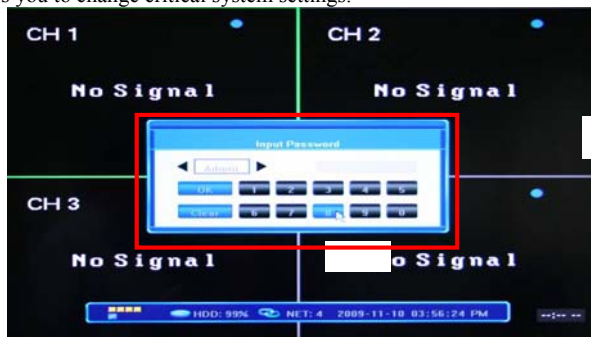 s you to change critical system settings.
CH 1
CH 2
No Signal
No Signal
Input Password
Admin
OK 1 2 3 4 5
Clear 6 7 8 9 0
CH 3
No Signal
o Signal
HDD: 99% NET: 4 2009-11-10 03:56:24 PM
--:-- --